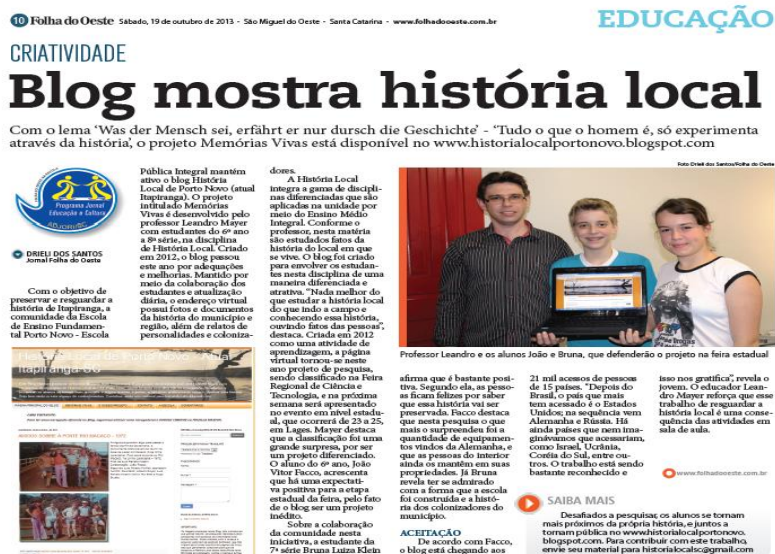 10 Folha do Oeste Sábado, 19 de outubro de 2013 - São Miguel do Oeste - Santa Catarina - www.folhadooeste.com.br
EDUCAÇÃO
CRIATIVIDADE
Blog mostra história local
Com o lema 'Was der Mensch sei, erfährt er nur dursch die Geschichte' - 'Tudo o que o homem é, só experimenta
através da história', o projeto Memórias Vivas está disponível no www.historialocalportonovo.blogspot.com
Programa Jornal
Educação e Cultura
ADJORI/SC
DRIELI DOS SANTOS
Jornal Folha do Oeste
Com o objetivo de
preservar e resguardar a
história de Itapiranga, a
comunidade da Escola
de Ensino Fundamen-
tal Porto Novo - Escola
Pública Integral mantém
ativo o blog História
Local de Porto Novo (atual
Itapiranga). O projeto
intitulado Memórias
Vivas é desenvolvido pelo
professor Leandro Mayer
com estudantes do 6º ano
a 8ª série, na disciplina
de História Local. Criado
em 2012, o blog passou
este ano por adequações
e melhorias. Mantido por
meio da colaboração dos
estudantes e atualização
diária, o endereço virtual
possui fotos e documentos
da história do município e
região, além de relatos de
personalidades e coloniza-
dores.
A História Local
integra a gama de discipli-
nas diferenciadas que são
aplicadas na unidade por
meio do Ensino Médio
Integral. Conforme o
professor, nesta matéria
são estudados fatos da
história do local em que
se vive. O blog foi criado
para envolver os estudan-
tes nesta disciplina de uma
maneira diferenciada e
atrativa. "Nada melhor do
que estudar a história local
do que indo a campo e
conhecendo essa história,
ouvindo fatos das pessoas",
destaca. Criada em 2012
como uma atividade de
aprendizagem, a página
virtual tornou-se neste
ano projeto de pesquisa,
sendo classificado na Feira
Regional de Ciência e
Tecnologia, e na próxima
semana será apresentado
no evento em nível estadu-
al, que ocorrerá de 23 a 25,
em Lages. Mayer destaca
que a classificação foi uma
grande surpresa, por ser
um projeto diferenciado.
O aluno do 6º ano, João
Vitor Facco, acrescenta
que há uma expectati-
va positiva para a etapa
estadual da feira, pelo fato
de o blog ser um projeto
inédito.
Sobre a colaboração
da comunidade nesta
iniciativa, a estudante da
7ª série Bruna Luiza Klein
Foto Drieli dos Santos/Folha do Oeste
Professor Leandro e os alunos João e Bruna, que defenderão o projeto na feira estadual
afirma que é bastante posi-
tiva. Segundo ela, as pesso-
as ficam felizes por saber
que essa história vai ser
preservada. Facco destaca
que nesta pesquisa o que
mais o surpreendeu foi a
quantidade de equipamen-
tos vindos da Alemanha, e
que as pessoas do interior
ainda os mantêm em suas
propriedades. Já Bruna
revela ter se admirado
com a forma que a escola
foi construída e a histó-
ria dos colonizadores do
município.
ACEITAÇÃO
De acordo com Facco,
o blog está chegando aos
21 mil acessos de pessoas
de 15 países. "Depois do
Brasil, o país que mais
tem acessado é o Estados
Unidos; na sequência vem
Alemanha e Rússia. Há
ainda países que nem ima-
ginávamos que acessariam,
como Israel, Ucrânia,
Coréia do Sul, entre ou-
tros. O trabalho está sendo
bastante reconhecido e
isso nos gratifica", revela o
jovem. O educador Lean-
dro Mayer reforça que esse
trabalho de resguardar a
história local é uma conse-
quência das atividades em
sala de aula.
www.folhadooeste.com.br
SAIBA MAIS
Desafiados a pesquisar, os alunos se tornam
mais próximos da própria história, e juntos a
tornam pública no www.historialocalportonovo.
blogspot.com. Para contribuir com este trabalho,
envie seu material para historialocalsc@gmail.com
História Local de Porto Novo - Atual
Itapiranga-SC